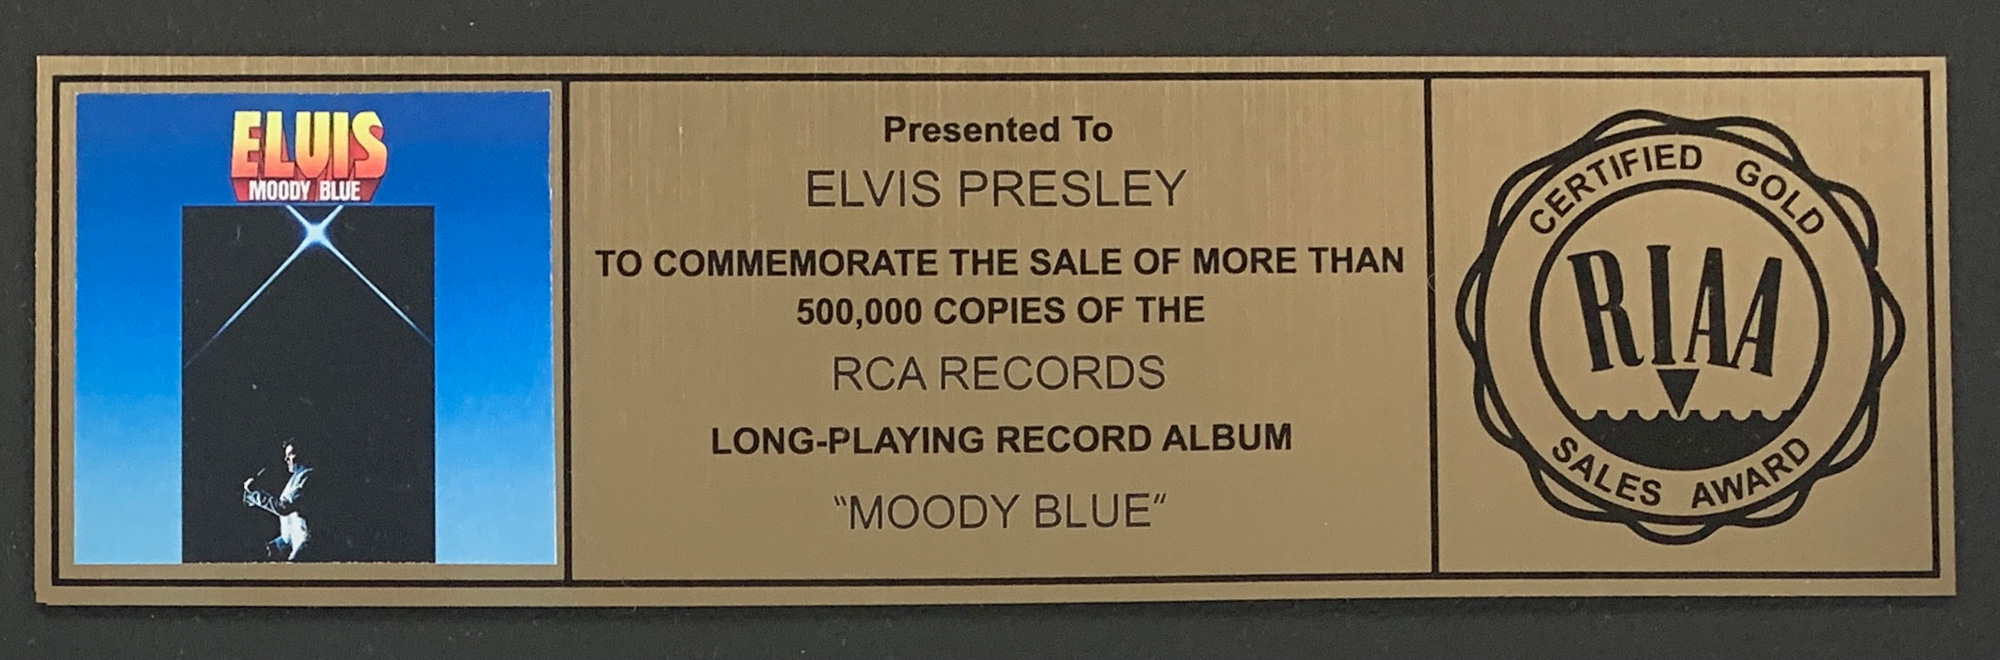 ELVIS
MOODY BLUE
Presented To
ELVIS PRESLEY
TO COMMEMORATE THE SALE OF MORE THAN
500,000 COPIES OF THE
RCA RECORDS
LONG-PLAYING RECORD ALBUM
“MOODY BLUE”
CERTIFIED GOLD
RIAA
SALES AWARD